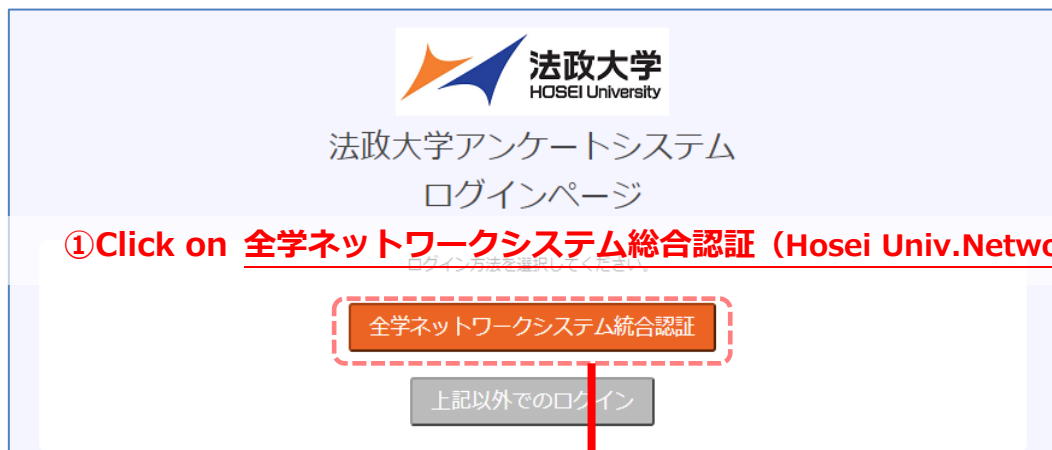 法政大学
HOSEI University
法政大学アンケートシステム
ログインページ
①Click on 全学ネットワークシステム総合認証（Hosei Univ.Netwo
ログイン方法を選択してください。
全学ネットワークシステム統合認証
上記以外でのログイン